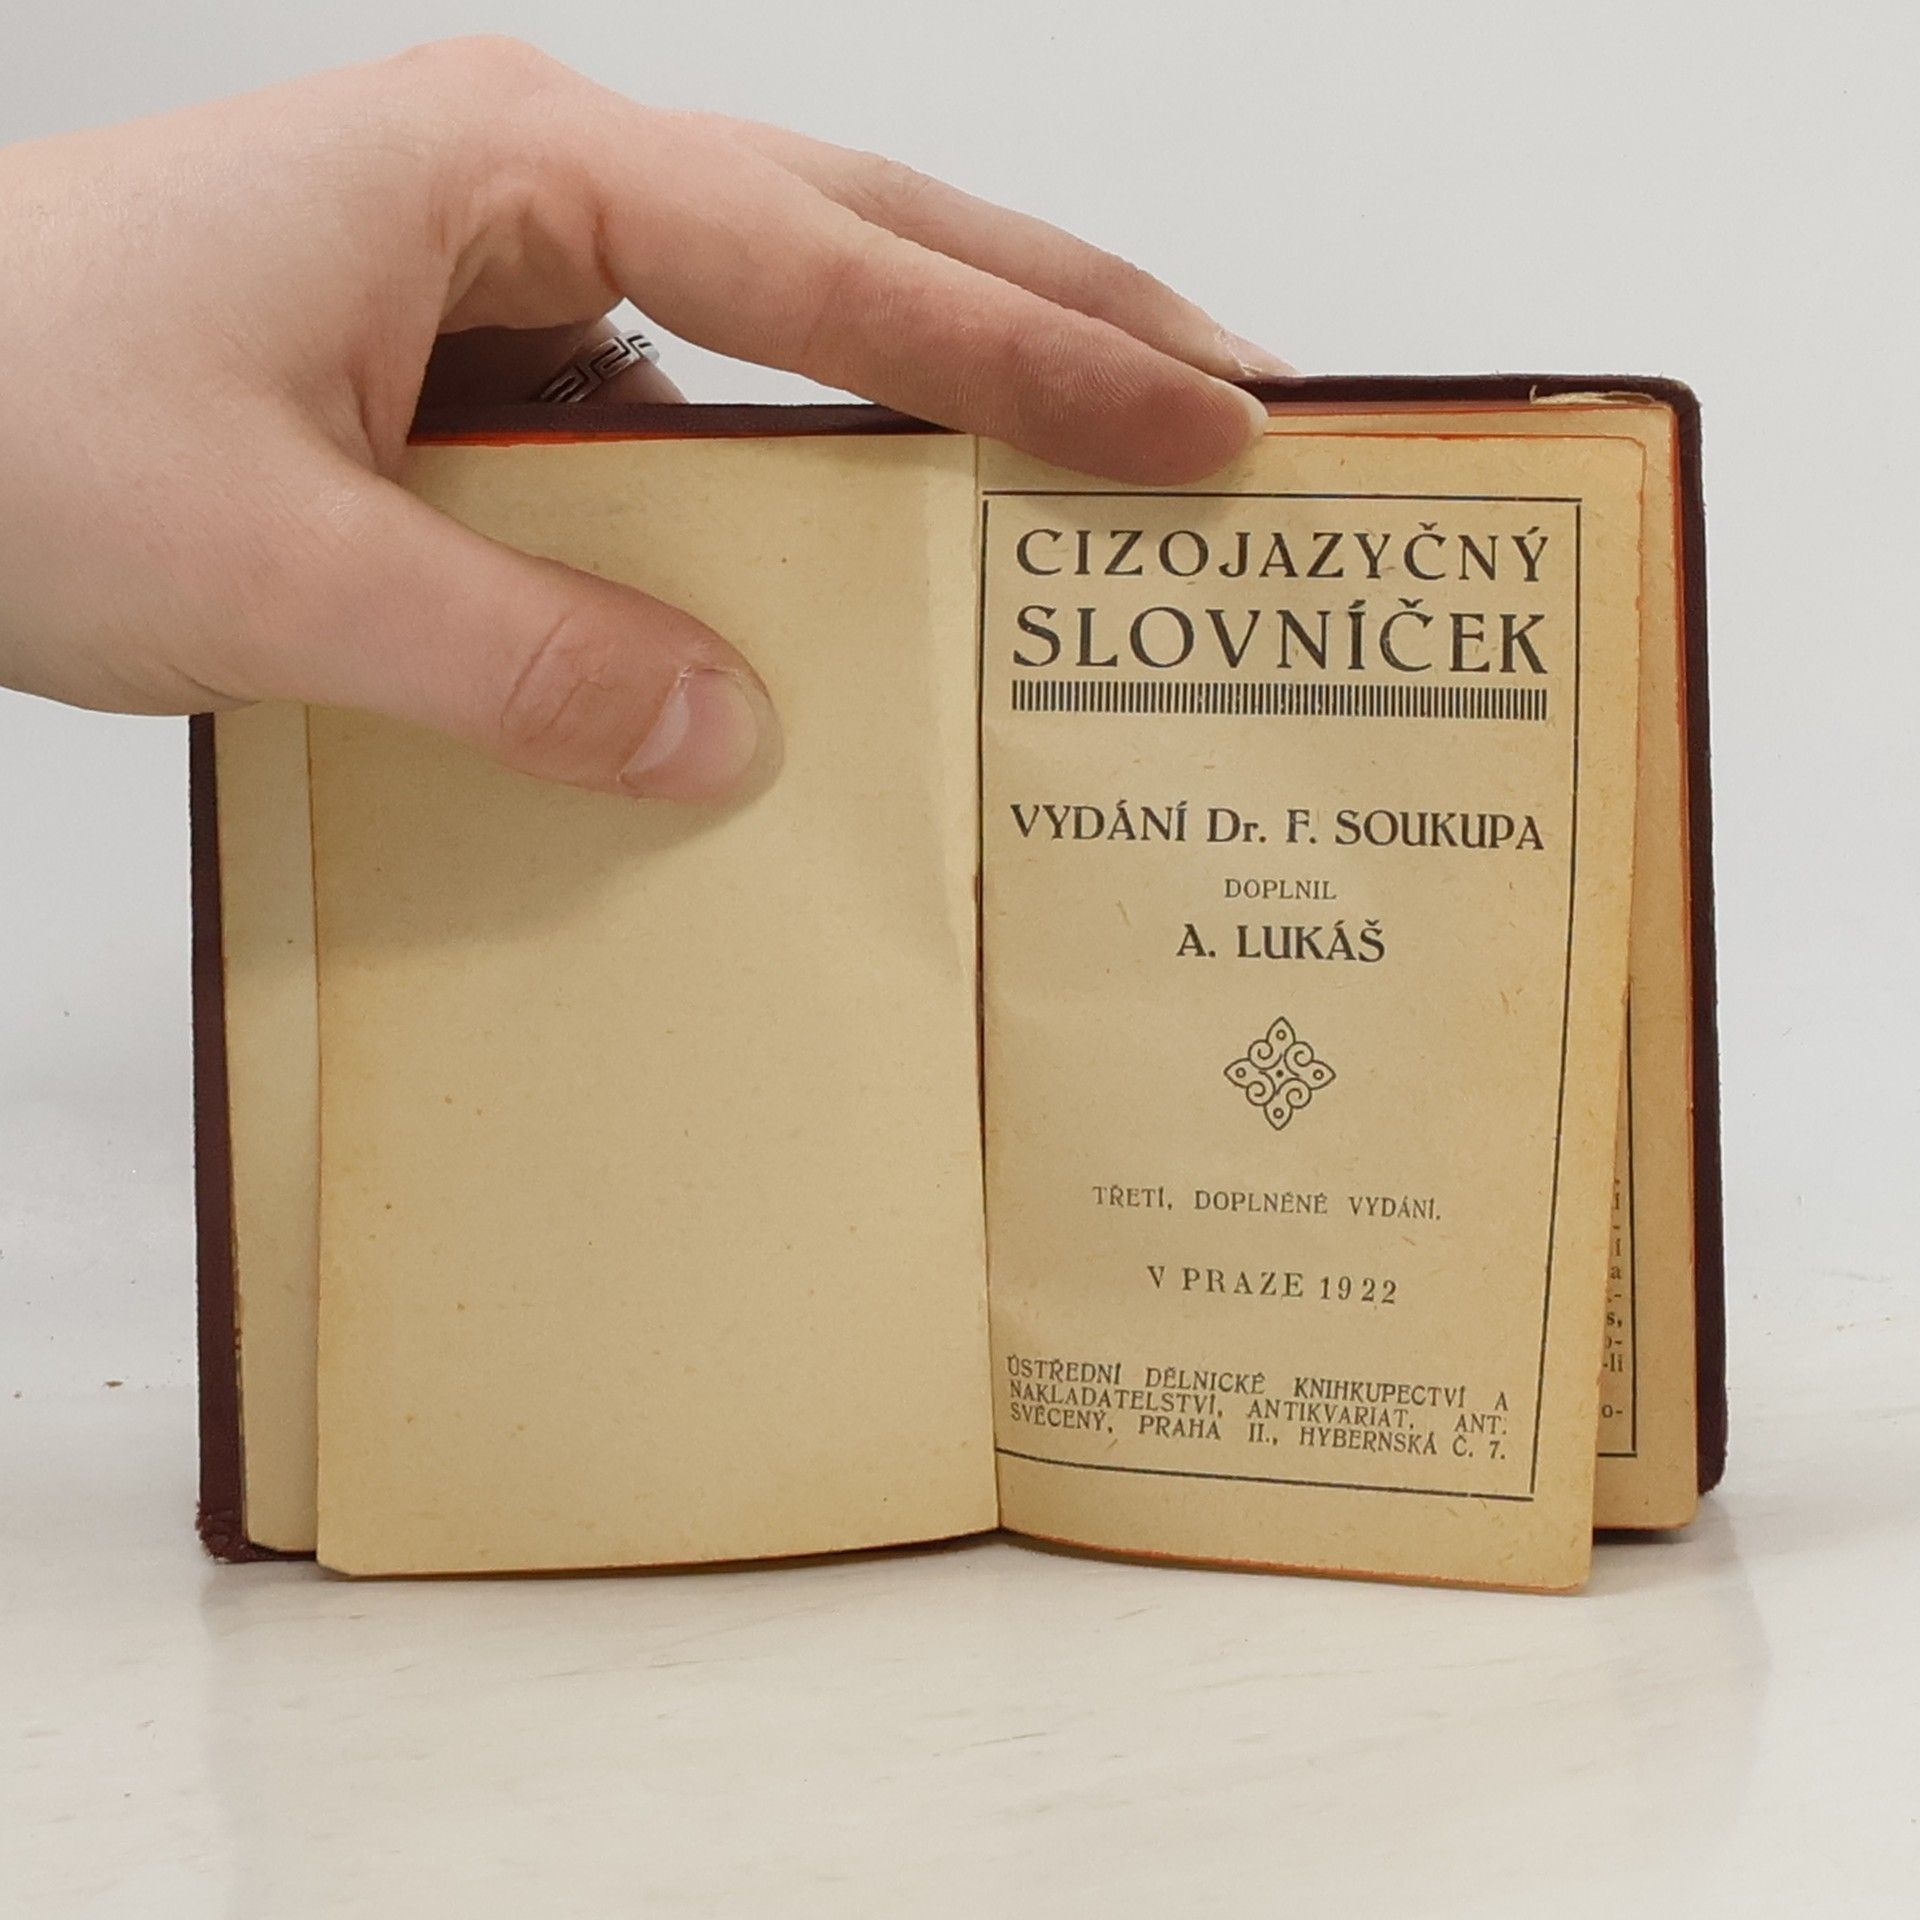 CIZOJAZYČNÝ
SLOVNÍČEK
VYDÁNÍ Dr. F. SOUKUPA
DOPLNIL
A. LUKÁŠ
TŘETÍ, DOPLNĚNÉ VYDÁNÍ.
V PRAZE 1922
ÚSTŘEDNÍ DĚLNICKÉ KNIHKUPECTVÍ A
NAKLADATELSTVÍ, ANTIKVARIAT, ANT.
SVĚCENÝ, PRAHA II., HYBERNSKÁ Č. 7.